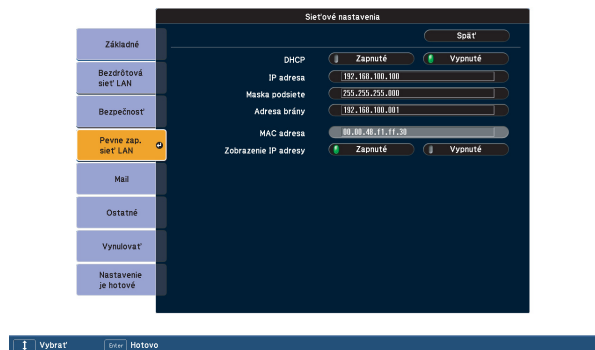 Sieťové nastavenia
Späť
Základné
Bezdrôtová
sieť LAN
Bezpečnosť
Pevne zap.
sieť LAN
Mail
Ostatné
Vynulovať
Nastavenie
je hotové
DHCP Zapnuté Vypnuté
IP adresa 192.168.100.100
Maska podsiete 255.255.255.000
Adresa brány 192.168.100.001
MAC adresa 00.00.48.f1.ff.30
Zobrazenie IP adresy Zapnuté Vypnuté
Vybrať Enter Hotovo